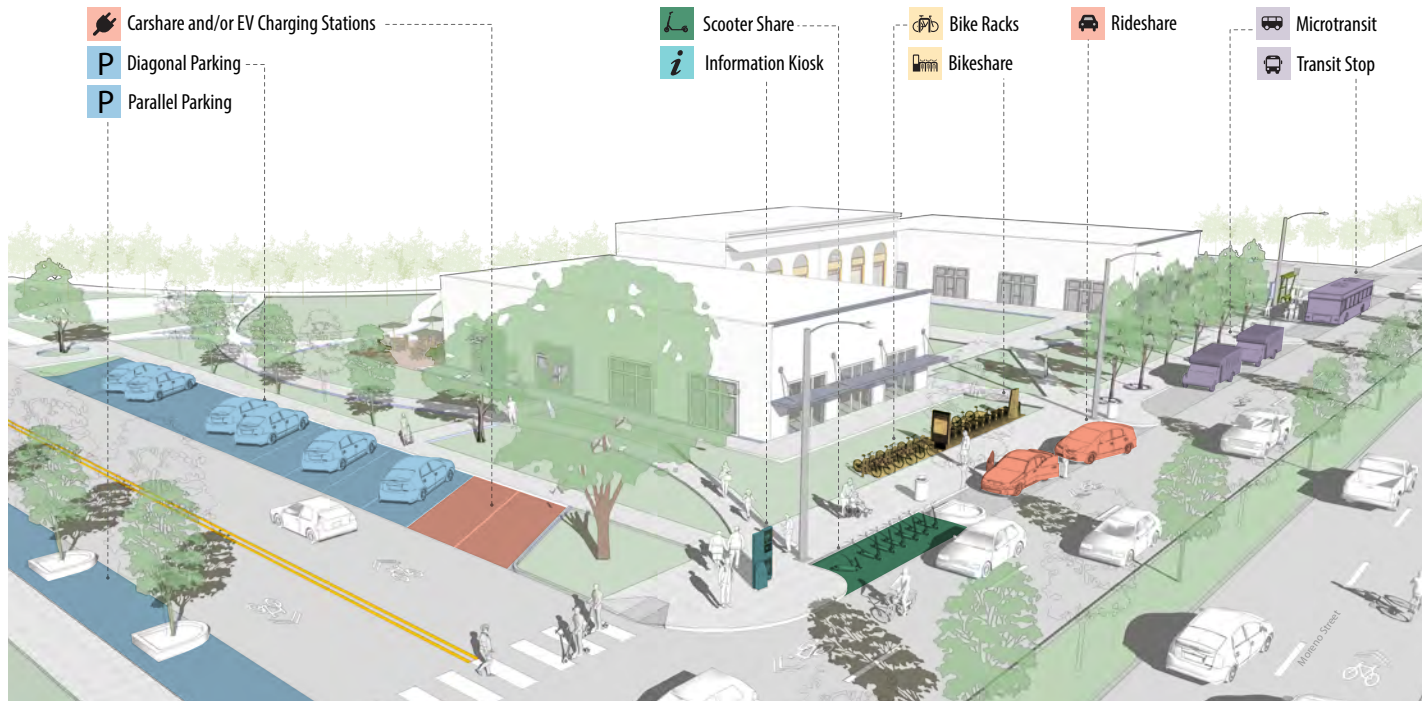 Carshare and/or EV Charging Stations
P Diagonal Parking
P Parallel Parking
Scooter Share
i Information Kiosk
Bike Racks
Bikeshare
Rideshare
Microtransit
Transit Stop
Moreno Street